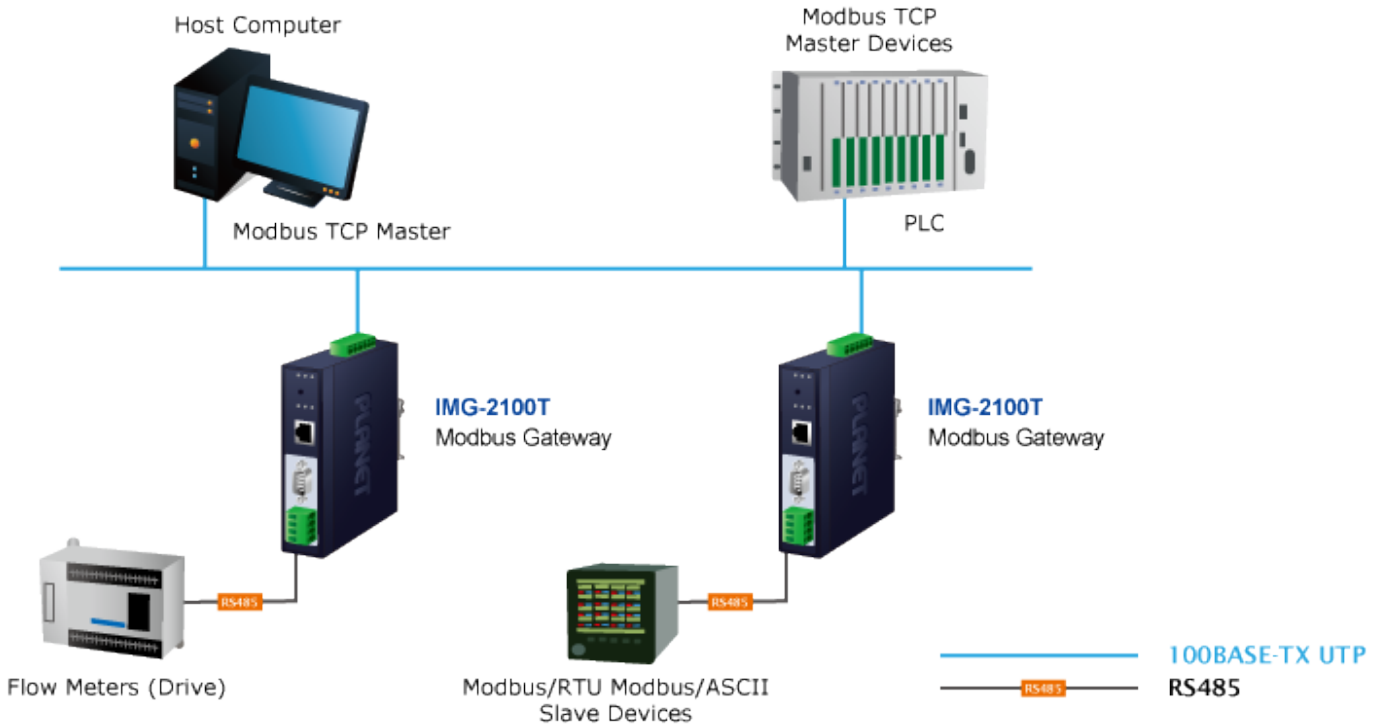 Host Computer
Modbus TCP
Master Devices
Modbus TCP Master
PLC
PLANET
IMG-2100T
Modbus Gateway
PLANET
IMG-2100T
Modbus Gateway
RS485
RS485
Flow Meters (Drive)
Modbus/RTU Modbus/ASCII
Slave Devices
100BASE-TX UTP
RS485
RS485